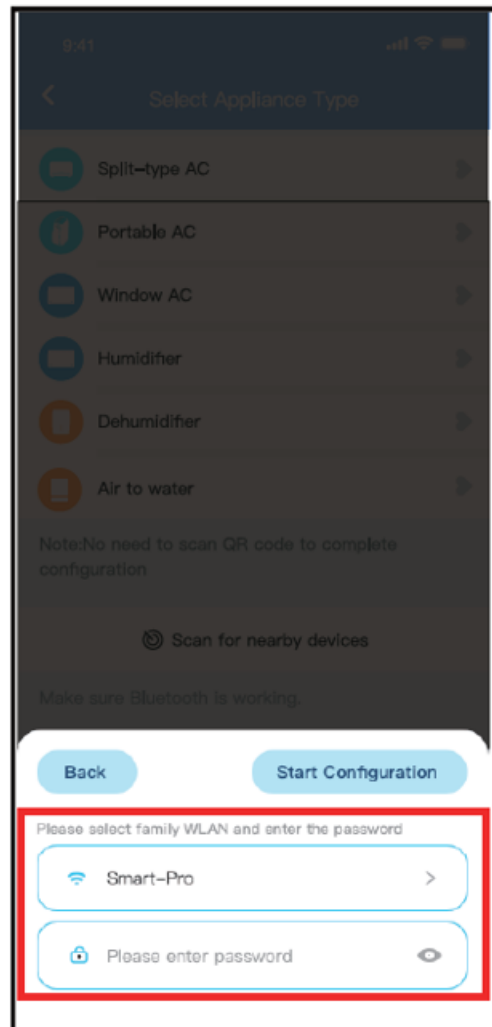 9:41
Select Appliance Type
Split-type AC
Portable AC
Window AC
Humidifier
Dehumidifier
Air to water
Note:No need to scan QR code to complete
configuration
Scan for nearby devices
Make sure Bluetooth is working.
Back
Start Configuration
Please select family WLAN and enter the password
Smart-Pro
Please enter password